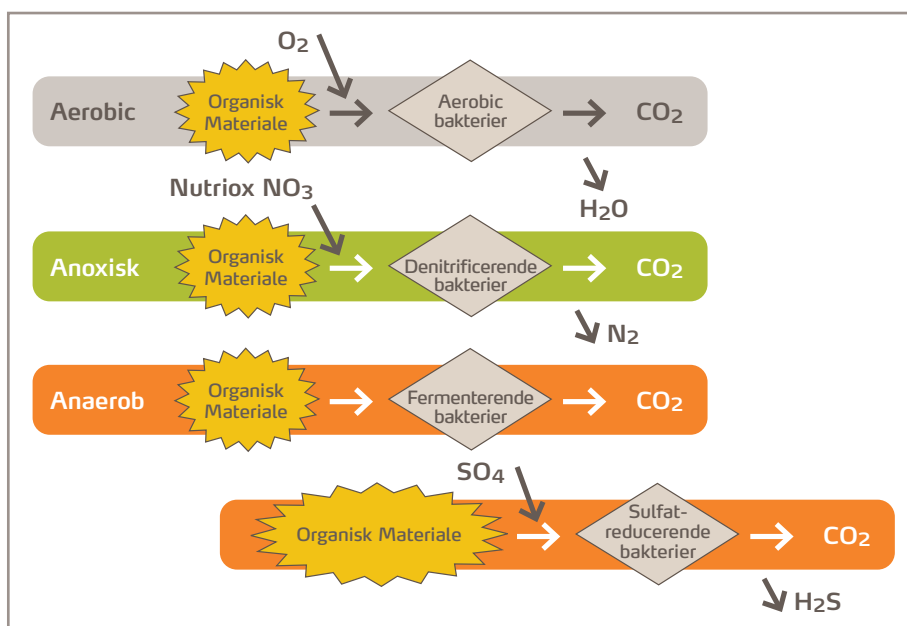 O2
Aerobic
Organisk
Materiale
Aerobic
bakterier
CO2
H2O
Nutriox NO3
Anoxisk
Organisk
Materiale
Denitrificerende
bakterier
CO2
N2
Anaerob
Organisk
Materiale
Fermenterende
bakterier
CO2
SO4
Organisk Materiale
Sulfat-
reducerende
bakterier
CO2
H2S